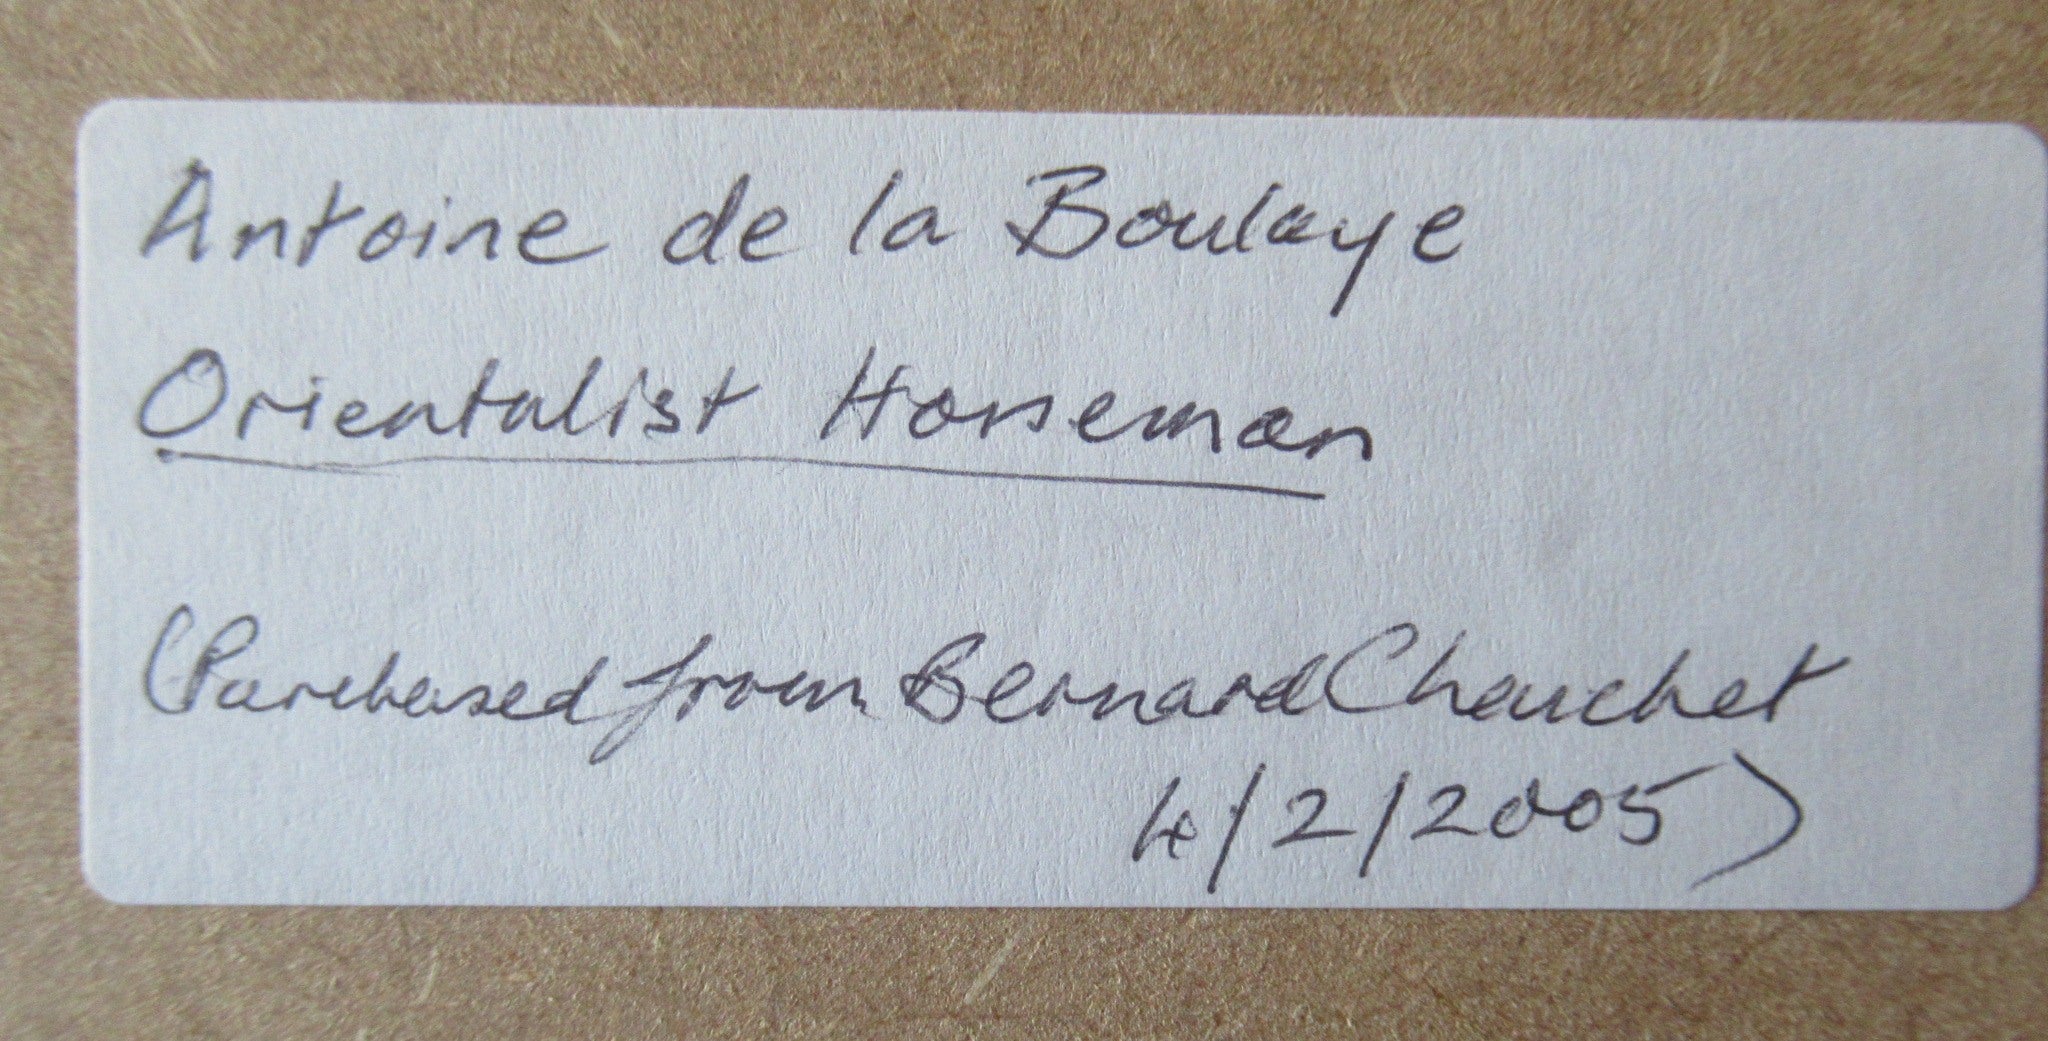 Antoine de la Boulaye
Orientalist Horseman
(Purchased from Bernard Chauchet
4/2/2005)